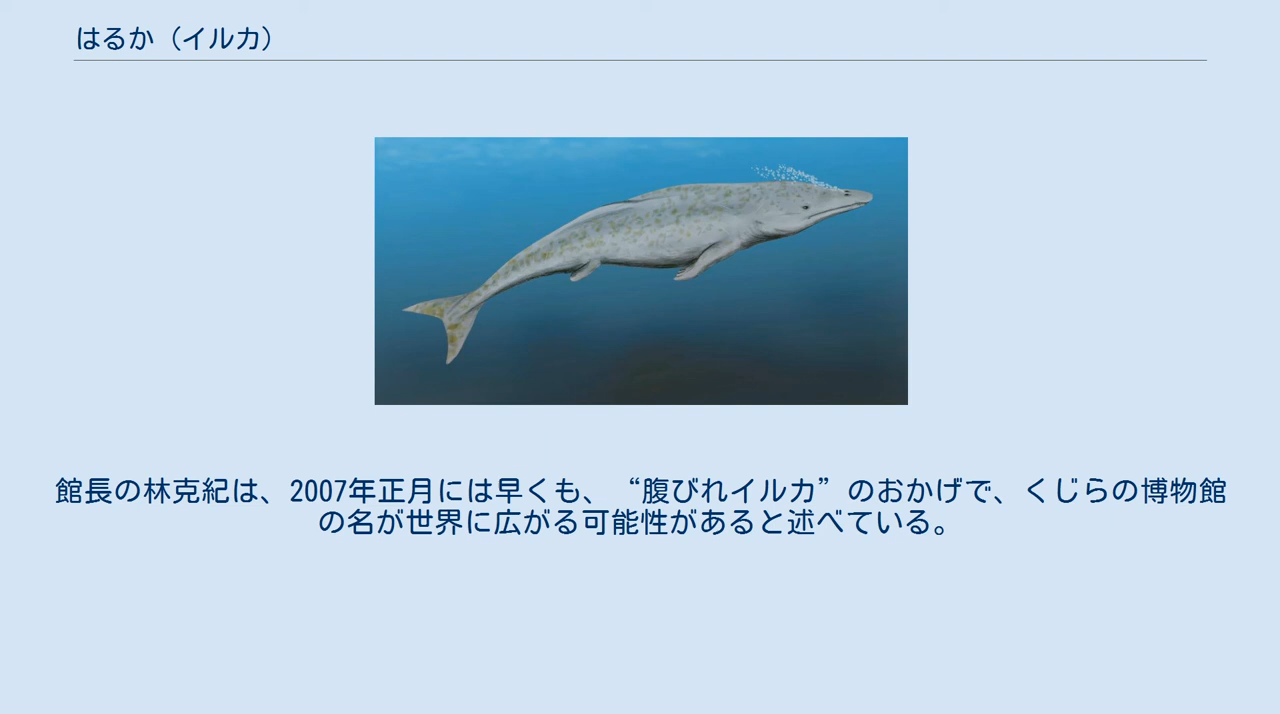 はるか（イルカ）
館長の林克紀は、2007年正月には早くも、“腹びれイルカ”のおかげで、くじらの博物館
の名が世界に広がる可能性があると述べている。